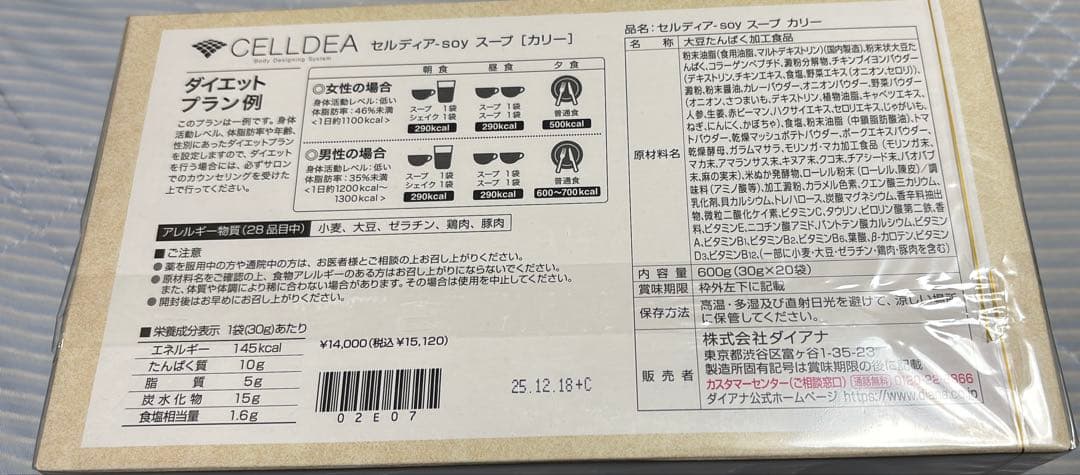 CELLDEA セルディア-soy スープ [カリー]
Body Designing System
ダイエット
プラン例
このプランは一例です。身体
活動レベル、体脂肪率や年齢、
性別にあったダイエットプラン
を設定しますので、ダイエット
を行う場合には、必ずサロン
でのカウンセリングを受けた
上で行ってください。
朝食 昼食 夕食
◎女性の場合
身体活動レベル:低い
体脂肪率:46%未満
<1日約1100kcal>
スープ 1袋
シェイク 1袋
290kcal
スープ 1袋
スープ 1袋
290kcal
普通食
500kcal
◎男性の場合
身体活動レベル:低い
体脂肪率:35%未満
<1日約1200kcal~
1300kcal>
スープ 1袋
シェイク 1袋
290kcal
スープ 1袋
スープ 1袋
290kcal
普通食
600~700kcal
アレルギー物質(28品目中) 小麦、大豆、ゼラチン、鶏肉、豚肉
■ご注意
●薬を服用中の方や通院中の方は、お医者様とご相談の上お召し上がりください。
●原材料名をご確認の上、食物アレルギーのある方はお召し上がりにならないでください。
また、体質や体調により稀に合わない場合があります。その場合は使用を中止してください。
●開封後はお早めにお召し上がりください。
■栄養成分表示 1袋(30g)あたり
エネルギー 145kcal
たんぱく質 10g
脂質 5g
炭水化物 15g
食塩相当量 1.6g
¥14,000(税込¥15,120)
02E07
25.12.18+C
品名:セルディア-soy スープ カリー
名称 大豆たんぱく加工食品
原材料名
粉末油脂(食用油脂,マルトデキストリン)(国内製造),粉末状大豆た
んぱく,コラーゲンペプチド,澱粉分解物,チキンブイヨンパウダー
(デキストリン,チキンエキス,食塩,野菜エキス(オニオン,セロリ)),
澱粉,粉末醤油,カレーパウダー,オニオンパウダー,野菜パウダー
(オニオン,さつまいも,デキストリン,植物油脂,キャベツエキス,
人参,生姜,赤ピーマン,ハクサイエキス,セロリエキス,じゃがいも,
ねぎ,にんにく,かぼちゃ),食塩,粉末油脂(中鎖脂肪酸油),トマ
トパウダー,乾燥マッシュポテトパウダー,ポークエキスパウダー,
乾燥酵母,ガラムマサラ,モリンガ・マカ加工食品(モリンガ末,
マカ末,アマランサス末,キヌア末,クコ末,チアシード末,バオバブ
末,麻の実末),米ぬか発酵物,ローレル粉末(ローレル,陳皮)/調
味料(アミノ酸等),加工澱粉,カラメル色素,クエン酸三カリウム,
乳化剤,貝カルシウム,トレハロース,炭酸マグネシウム,香辛料抽出
物,微粒二酸化ケイ素,ビタミンC,タウリン,ピロリン酸第二鉄,香
料,ビタミンE,ニコチン酸アミド,パントテン酸カルシウム,ビタミン
A,ビタミンB1,ビタミンB2,ビタミンB6,葉酸,β-カロテン,ビタミン
D3,ビタミンB12,(一部に小麦・大豆・ゼラチン・鶏肉・豚肉を含む)
内容量 600g(30g×20袋)
賞味期限 枠外左下に記載
保存方法 高温・多湿及び直射日光を避けて、涼しい場所
に保管してください。
販売者
株式会社ダイアナ
東京都渋谷区富ヶ谷1-35-23
製造所固有記号は賞味期限の後に記載
カスタマーセンター(ご相談窓口) 通話無料
ダイアナ公式ホームページ https://www.diana.co.jp